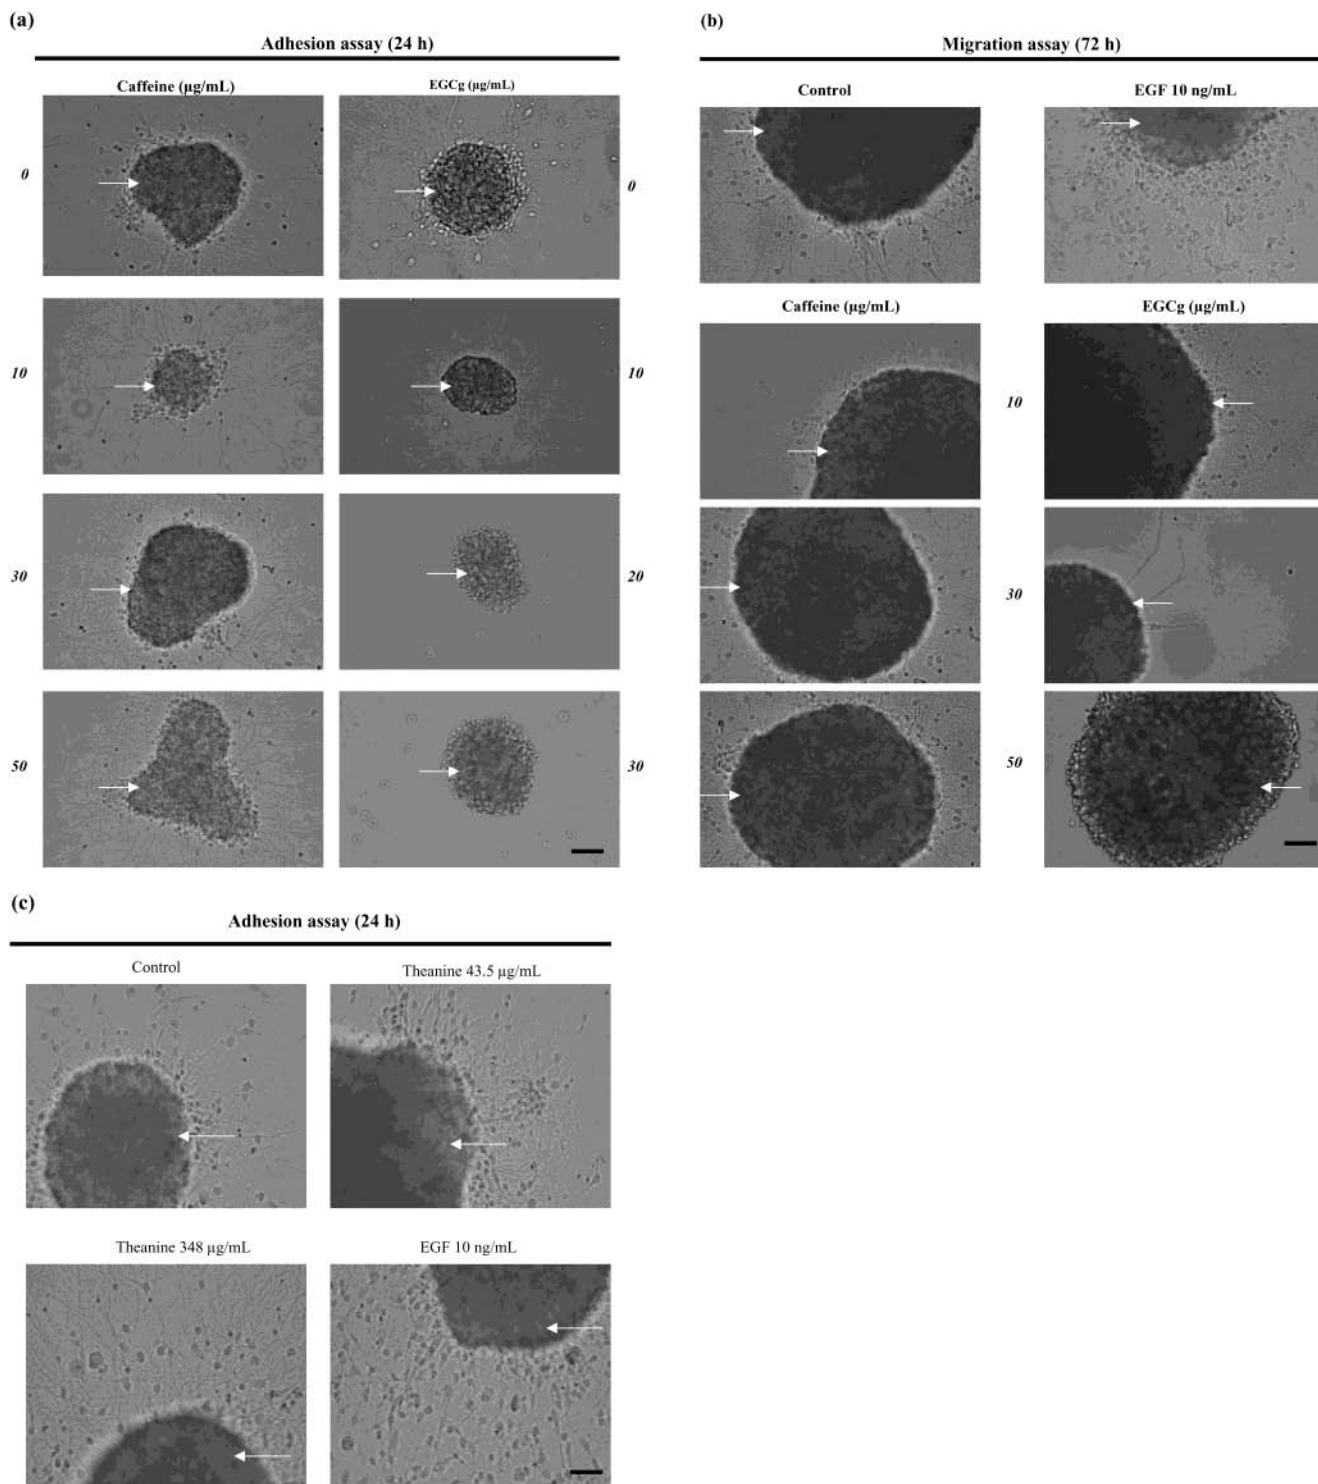 (a)
Adhesion assay (24 h)
Caffeine (µg/mL)
EGCg (µg/mL)
0
0
10
10
30
20
50
30
(b)
Migration assay (72 h)
Control
EGF 10 ng/mL
Caffeine (µg/mL)
EGCg (µg/mL)
10
30
50
(c)
Adhesion assay (24 h)
Control
Theanine 43.5 µg/mL
Theanine 348 µg/mL
EGF 10 ng/mL